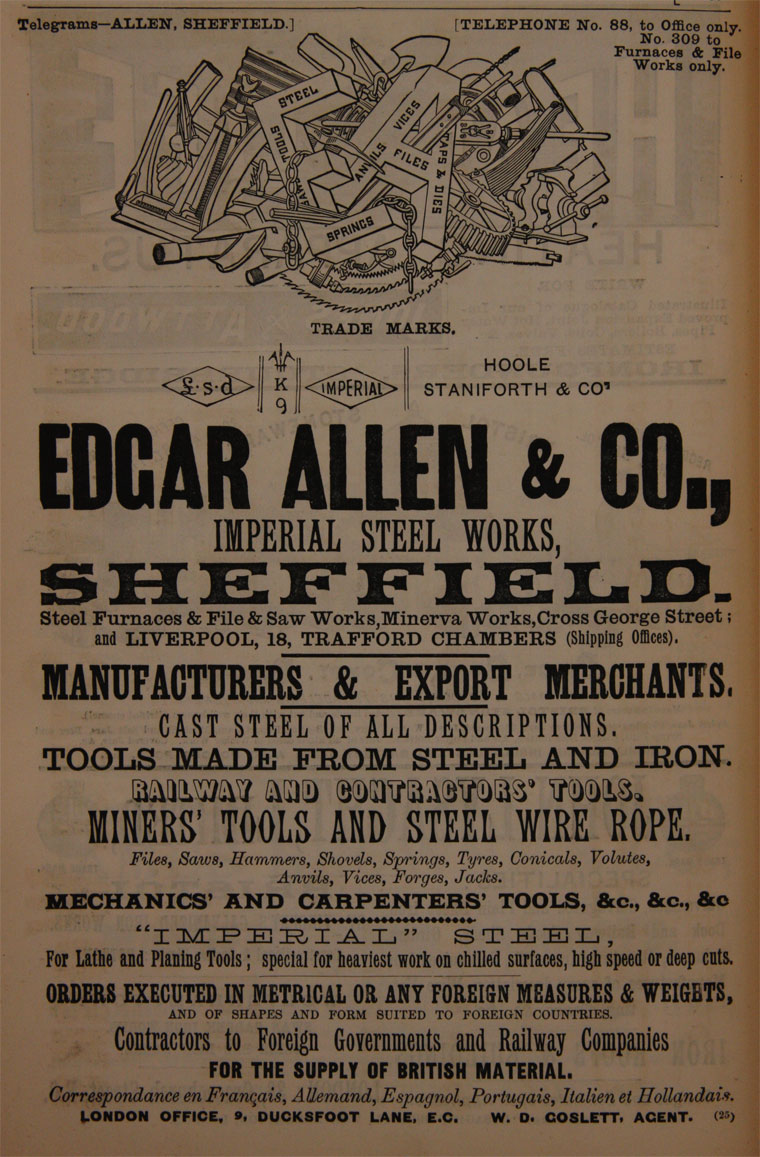 Telegrams—ALLEN, SHEFFIELD.]
[TELEPHONE No. 88, to Office only.
No. 309 to
Furnaces & File
Works only.
STEEL
TOOLS
SAWS
ANVILS
VICES
FILES
TAPS & DIES
SPRINGS
TRADE MARKS.
£·s·d
K
9
IMPERIAL
HOOLE
STANIFORTH & CO
EDGAR ALLEN & CO.,
IMPERIAL STEEL WORKS,
SHEFFIELD.
Steel Furnaces & File & Saw Works, Minerva Works, Cross George Street;
and LIVERPOOL, 18, TRAFFORD CHAMBERS (Shipping Offices).
MANUFACTURERS & EXPORT MERCHANTS.
CAST STEEL OF ALL DESCRIPTIONS.
TOOLS MADE FROM STEEL AND IRON.
RAILWAY AND CONTRACTORS' TOOLS.
MINERS' TOOLS AND STEEL WIRE ROPE.
Files, Saws, Hammers, Shovels, Springs, Tyres, Conicals, Volutes,
Anvils, Vices, Forges, Jacks.
MECHANICS' AND CARPENTERS' TOOLS, &c., &c., &c
"IMPERIAL" STEEL,
For Lathe and Planing Tools; special for heaviest work on chilled surfaces, high speed or deep cuts.
ORDERS EXECUTED IN METRICAL OR ANY FOREIGN MEASURES & WEIGHTS,
AND OF SHAPES AND FORM SUITED TO FOREIGN COUNTRIES.
Contractors to Foreign Governments and Railway Companies
FOR THE SUPPLY OF BRITISH MATERIAL.
Correspondance en Français, Allemand, Espagnol, Portugais, Italien et Hollandais.
LONDON OFFICE, 9, DUCKSFOOT LANE, E.C. W. D. GOSLETT, AGENT. (25)